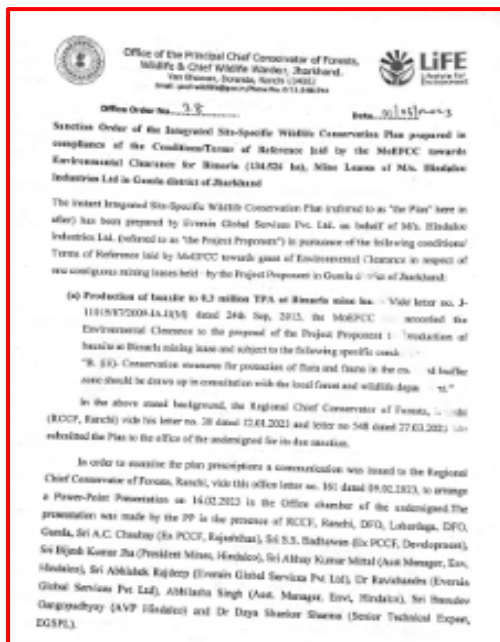 Office of the Principal Chief Conservator of Forests,
Wildlife & Chief Wildlife Warden, Jharkhand.
Van Bhawan, Doranda, Ranchi
LiFE
Lifestyle for
Environment
Office Order No. 28
Date
Sanction Order of the Integrated Site-Specific Wildlife Conservation Plan prepared in
compliance of the Conditions/Terms of Reference laid by the MoEFCC towards
Environmental Clearance for Bimarla (134.526 ha), Mine Leases of M/s. Hindalco
Industries Ltd in Gumla district of Jharkhand
The instant Integrated Site-Specific Wildlife Conservation Plan (referred to as "the Plan" here in
after) has been prepared by Everain Global Services Pvt. Ltd. on behalf of M/s. Hindalco
Industries Ltd. (referred to as "the Project Proponent") in pursuance of the following conditions/
Terms of Reference laid by MoEFCC towards grant of Environmental Clearance in respect of
contiguous mining leases held by the Project Proponent in Gumla of Jharkhand:
(a) Production of bauxite to 0.3 million TPA at Bimarla mine - Vide letter no. J-
dated 24th Sep, 2013, the MoEFCC accorded the
Environmental Clearance to the proposal of the Project Proponent production of
bauxite at Bimarla mining lease and subject to the following specific
Conservation measures for protection of flora and fauna in the buffer
zone should be drawn up in consultation with the local forest and wildlife
In the above stated background, the Regional Chief Conservator of Forests,
(RCCF, Ranchi) vide his letter no. 38 dated 12.01.2023 and letter no 548 dated 27.03.2023
submitted the Plan to the office of the undersigned for its due sanction.
In order to examine the plan prescriptions a communication was issued to the Regional
Chief Conservator of Forests, Ranchi, vide this office letter no. 161 dated 09.02.2023, to arrange
a Power-Point Presentation on 16.02.2023 in the Office chamber of the undersigned.The
presentation was made by the PP in the presence of RCCF, Ranchi, DFO, Lohardaga, DFO,
Gumla, Sri A.C. (Ex PCCF, Rajasthan), Sri S.S. (Ex PCCF, Development),
Sri Bijesh Kumar Jha (President Mines, Hindalco), Sri Abhay Kumar Mittal (Asst Manager, Env,
Hindalco), Sri Abhishek Rajdeep (Everain Global Services Pvt Ltd), Dr Ravichandra (Everain
Global Services Pvt Ltd), Abhilasha Singh (Asst. Manager, Envt, Hindalco), Sri Basudev
Gangopadhyay (AVP Hindalco) and Dr Daya Shankar Sharma (Senior Technical Expert,
EGSPL).